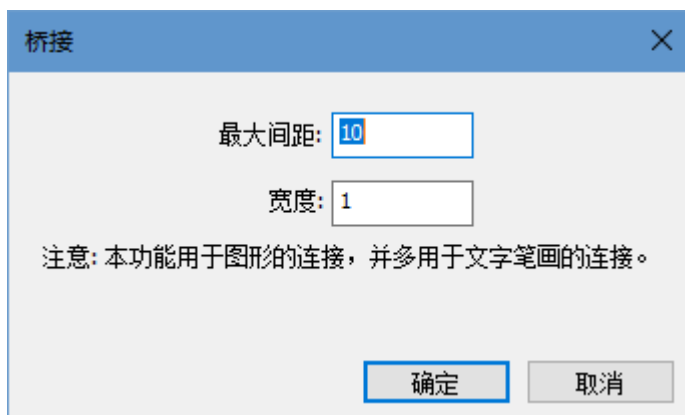 桥接
最大间距: 10
宽度: 1
注意: 本功能用于图形的连接，并多用于文字笔画的连接。
确定 取消